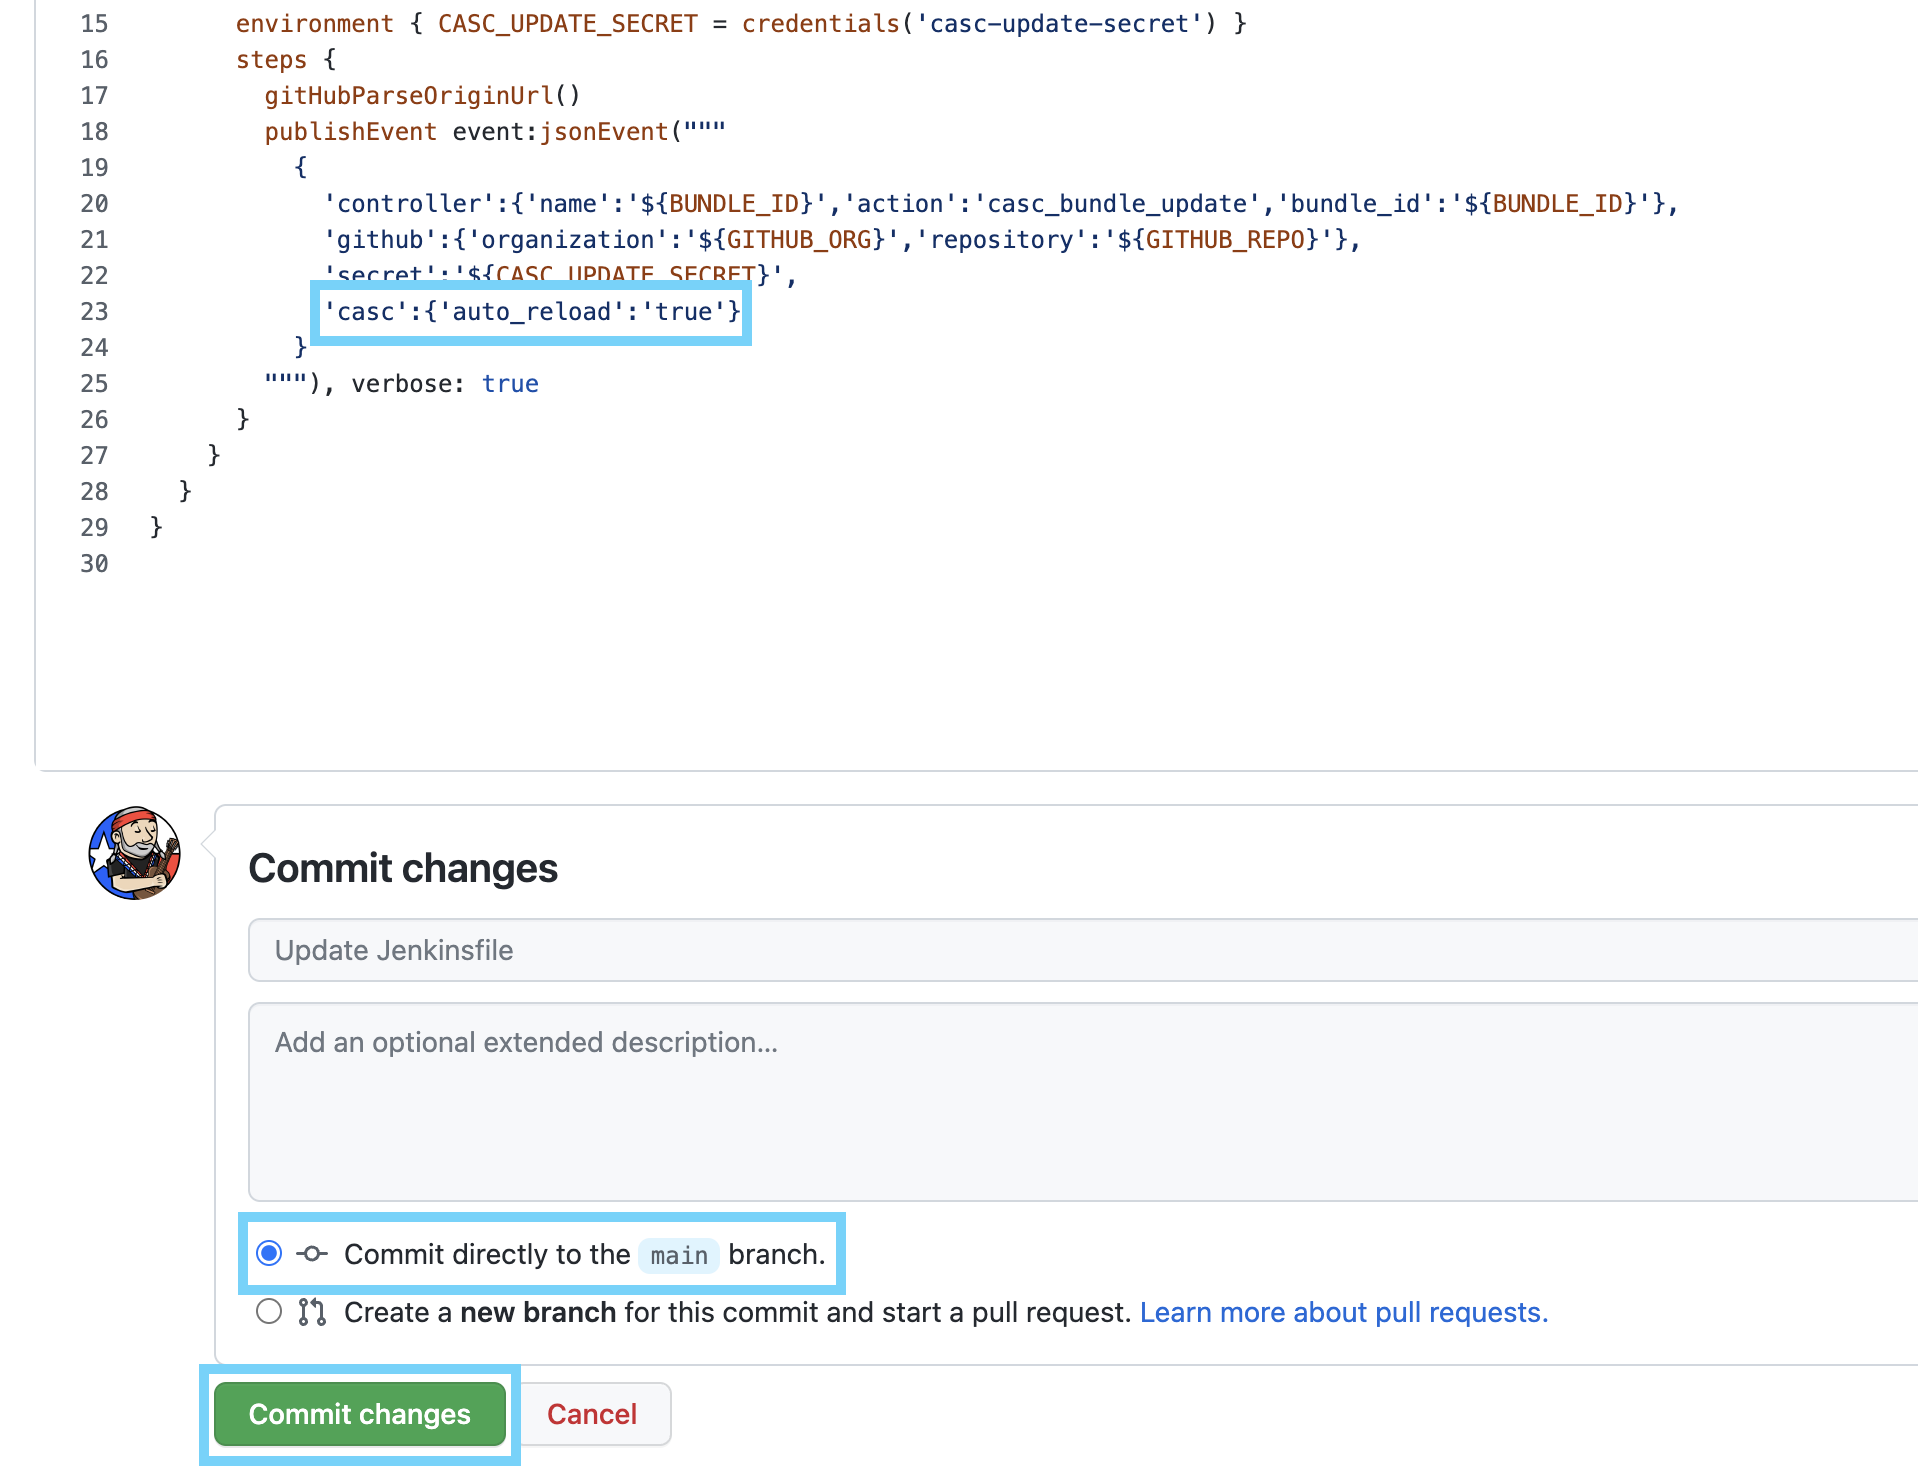 15 environment { CASC_UPDATE_SECRET = credentials('casc-update-secret') }
16 steps {
17 gitHubParseOriginUrl()
18 publishEvent event:jsonEvent("""
19 {
20 'controller':{'name':'${BUNDLE_ID}','action':'casc_bundle_update','bundle_id':'${BUNDLE_ID}'},
21 'github':{'organization':'${GITHUB_ORG}','repository':'${GITHUB_REPO}'},
22 'secret':'${CASC_UPDATE_SECRET}',
23 'casc':{'auto_reload':'true'}
24 }
25 """), verbose: true
26 }
27 }
28 }
29 }
30
Commit changes
Update Jenkinsfile
Add an optional extended description...
Commit directly to the main branch.
Create a new branch for this commit and start a pull request. Learn more about pull requests.
Commit changes Cancel